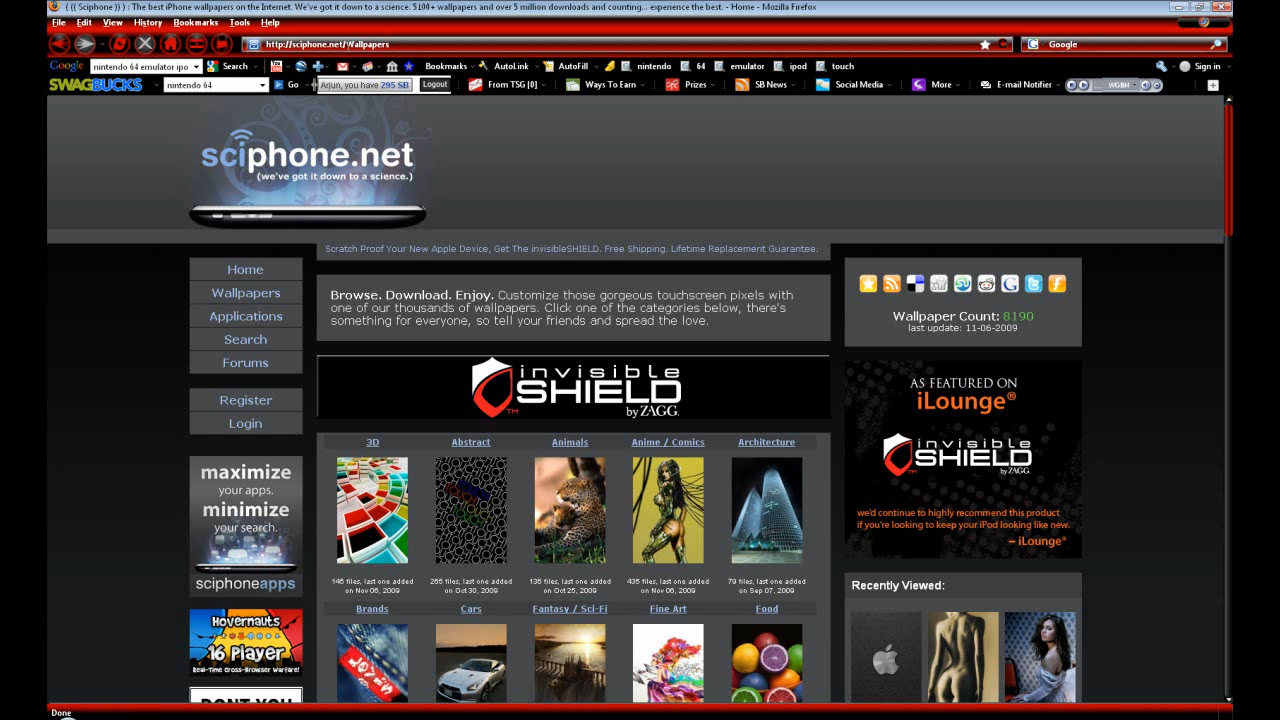 ( {{ Sciphone }} ) : The best iPhone wallpapers on the Internet. We've got it down to a science. 5100+ wallpapers and over 5 million downloads and counting... experience the best. - Home - Mozilla Firefox
File Edit View History Bookmarks Tools Help
http://sciphone.net/Wallpapers
Google
Google nintendo 64 emulator ipo Search Bookmarks AutoLink AutoFill nintendo 64 emulator ipod touch Sign in
SWAGBUCKS nintendo 64 Go Arjun, you have 295 SB Logout From TSG [0] Ways To Earn Prizes SB News Social Media More E-mail Notifier WGBH
sciphone.net
(we've got it down to a science.)
Scratch Proof Your New Apple Device, Get The invisibleSHIELD. Free Shipping. Lifetime Replacement Guarantee.
Home
Wallpapers
Applications
Search
Forums
Register
Login
maximize
your apps.
minimize
your search.
sciphoneapps
Hovernauts
16 Player
Real-Time Cross-Browser Warfare!
DON'T YOU
Browse. Download. Enjoy. Customize those gorgeous touchscreen pixels with
one of our thousands of wallpapers. Click one of the categories below, there's
something for everyone, so tell your friends and spread the love.
invisible
SHIELD
TM by ZAGG.
3D Abstract Animals Anime / Comics Architecture
146 files, last one added
on Nov 06, 2009
265 files, last one added
on Oct 30, 2009
136 files, last one added
on Oct 25, 2009
435 files, last one added
on Nov 06, 2009
79 files, last one added
on Sep 07, 2009
Brands Cars Fantasy / Sci-Fi Fine Art Food
Wallpaper Count: 8190
last update: 11-06-2009
AS FEATURED ON
iLounge®
invisible
SHIELD
TM by ZAGG
we'd continue to highly recommend this product
if you're looking to keep your iPod looking like new.
– iLounge®
Recently Viewed:
Done